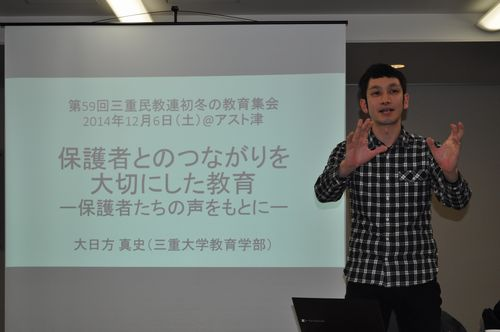 第59回三重民教連初冬の教育集会
2014年12月6日(土)@アスト津
保護者とのつながりを
大切にした教育
ー保護者たちの声をもとにー
大日方 真史(三重大学教育学部)